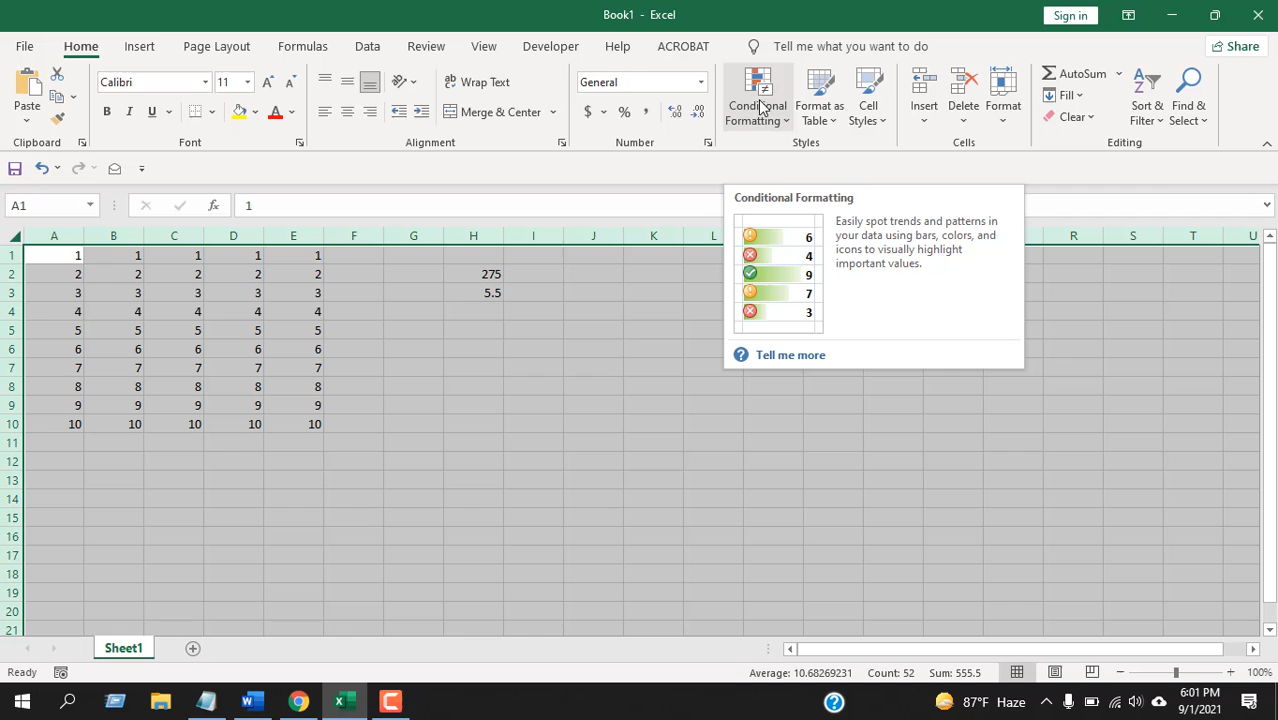 Book1 - Excel
Sign in
File Home Insert Page Layout Formulas Data Review View Developer Help ACROBAT Tell me what you want to do Share
Paste
Clipboard
Calibri 11
B I U
Font
Wrap Text
Merge & Center
Alignment
General
$ % ,
Number
Conditional Formatting
Format as Table
Cell Styles
Styles
Insert Delete Format
Cells
AutoSum
Fill
Clear
Sort & Filter
Find & Select
Editing
A1 fx 1
Conditional Formatting
6
4
9
7
3
Easily spot trends and patterns in
your data using bars, colors, and
icons to visually highlight
important values.
Tell me more
A B C D E F G H I J K L R S T U
1 1 1 1 1 1
2 2 2 2 2 2 275
3 3 3 3 3 3 5.5
4 4 4 4 4 4
5 5 5 5 5 5
6 6 6 6 6 6
7 7 7 7 7 7
8 8 8 8 8 8
9 9 9 9 9 9
10 10 10 10 10 10
11
12
13
14
15
16
17
18
19
20
21
Sheet1
Ready Average: 10.68269231 Count: 52 Sum: 555.5 100%
87°F Haze 6:01 PM
9/1/2021